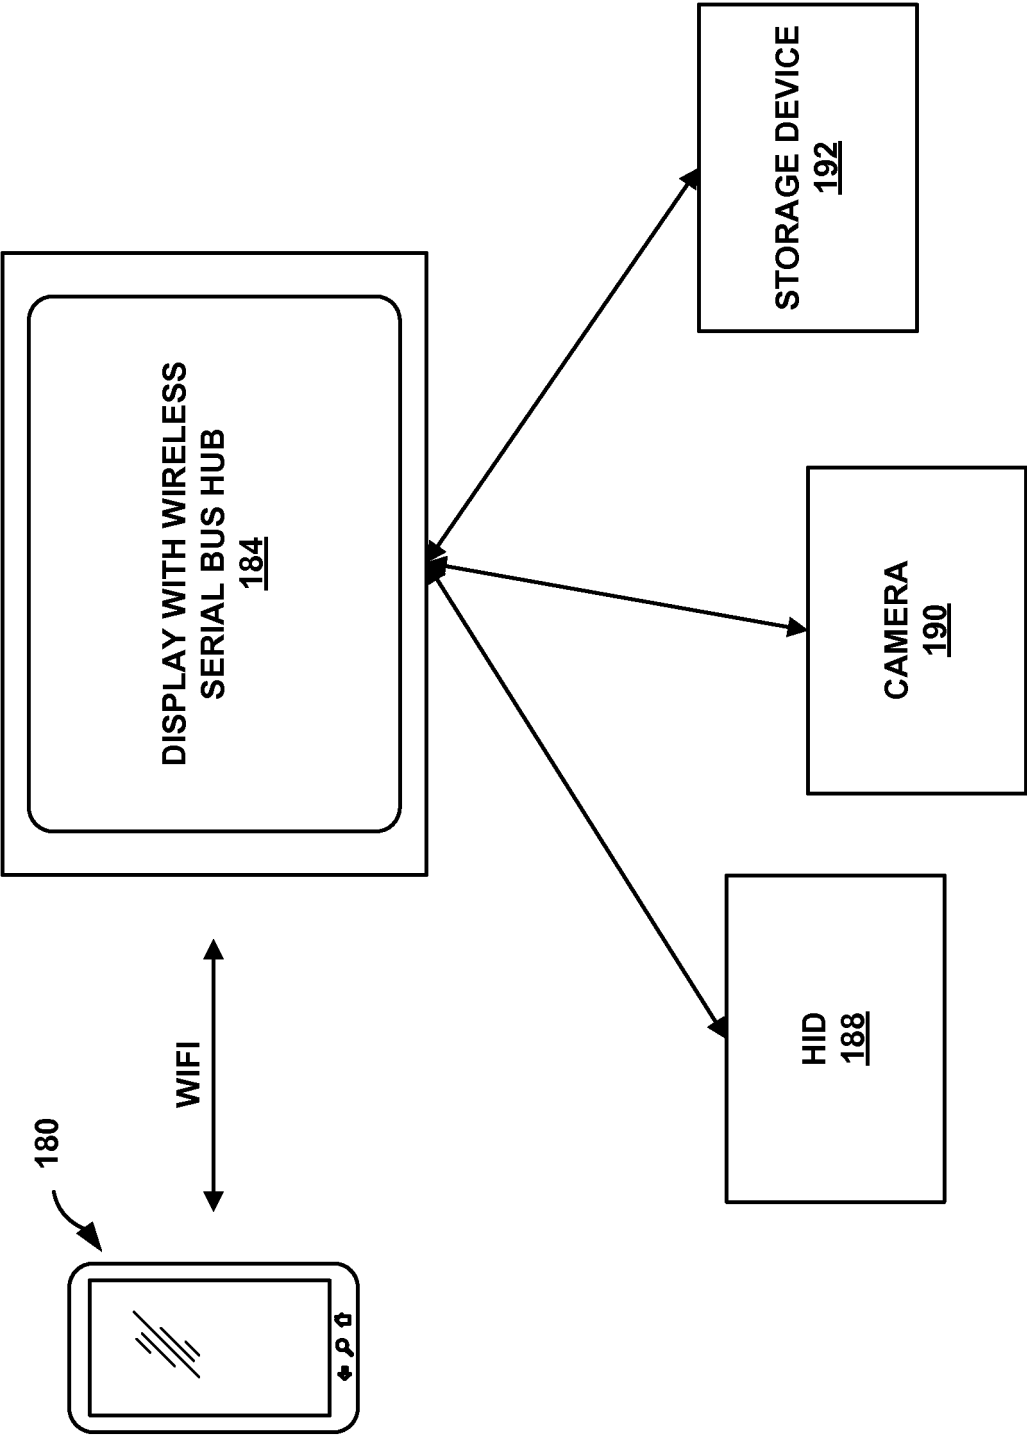 180
WIFI
DISPLAY WITH WIRELESS
SERIAL BUS HUB
184
HID
188
CAMERA
190
STORAGE DEVICE
192